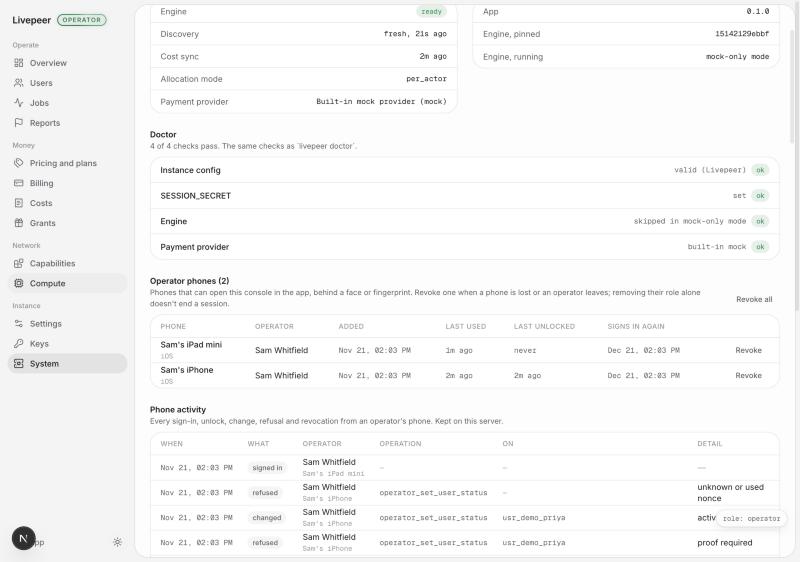 Livepeer OPERATOR
Operate
Overview
Users
Jobs
Reports
Money
Pricing and plans
Billing
Costs
Grants
Network
Capabilities
Compute
Instance
Settings
Keys
System
Engine ready
Discovery fresh, 21s ago
Cost sync 2m ago
Allocation mode per_actor
Payment provider Built-in mock provider (mock)
App 0.1.0
Engine, pinned 15142129ebbf
Engine, running mock-only mode
Doctor
4 of 4 checks pass. The same checks as `livepeer doctor`.
Instance config valid (Livepeer) ok
SESSION_SECRET set ok
Engine skipped in mock-only mode ok
Payment provider built-in mock ok
Operator phones (2)
Phones that can open this console in the app, behind a face or fingerprint. Revoke one when a phone is lost or an operator leaves; removing their role alone
doesn't end a session.
Revoke all
PHONE OPERATOR ADDED LAST USED LAST UNLOCKED SIGNS IN AGAIN
Sam's iPad mini
iOS
Sam Whitfield Nov 21, 02:03 PM 1m ago never Dec 21, 02:03 PM Revoke
Sam's iPhone
iOS
Sam Whitfield Nov 21, 02:03 PM 2m ago 2m ago Dec 21, 02:03 PM Revoke
Phone activity
Every sign-in, unlock, change, refusal and revocation from an operator's phone. Kept on this server.
WHEN WHAT OPERATOR OPERATION ON DETAIL
Nov 21, 02:03 PM signed in Sam Whitfield
Sam's iPad mini
– – —
Nov 21, 02:03 PM refused Sam Whitfield
Sam's iPhone
operator_set_user_status – unknown or used
nonce
Nov 21, 02:03 PM changed Sam Whitfield
Sam's iPhone
operator_set_user_status usr_demo_priya
role: operator
Nov 21, 02:03 PM refused Sam Whitfield
Sam's iPhone
operator_set_user_status usr_demo_priya proof required
N